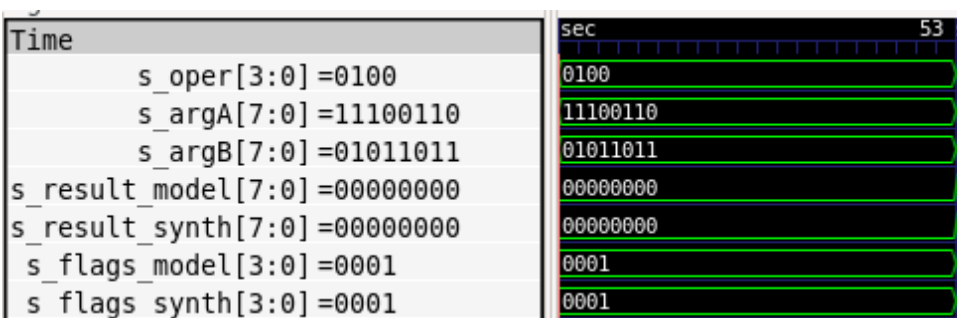 Time
sec 53
s_oper[3:0]=0100
0100
s_argA[7:0]=11100110
11100110
s_argB[7:0]=01011011
01011011
s_result_model[7:0]=00000000
00000000
s_result_synth[7:0]=00000000
00000000
s_flags_model[3:0]=0001
0001
s_flags_synth[3:0]=0001
0001